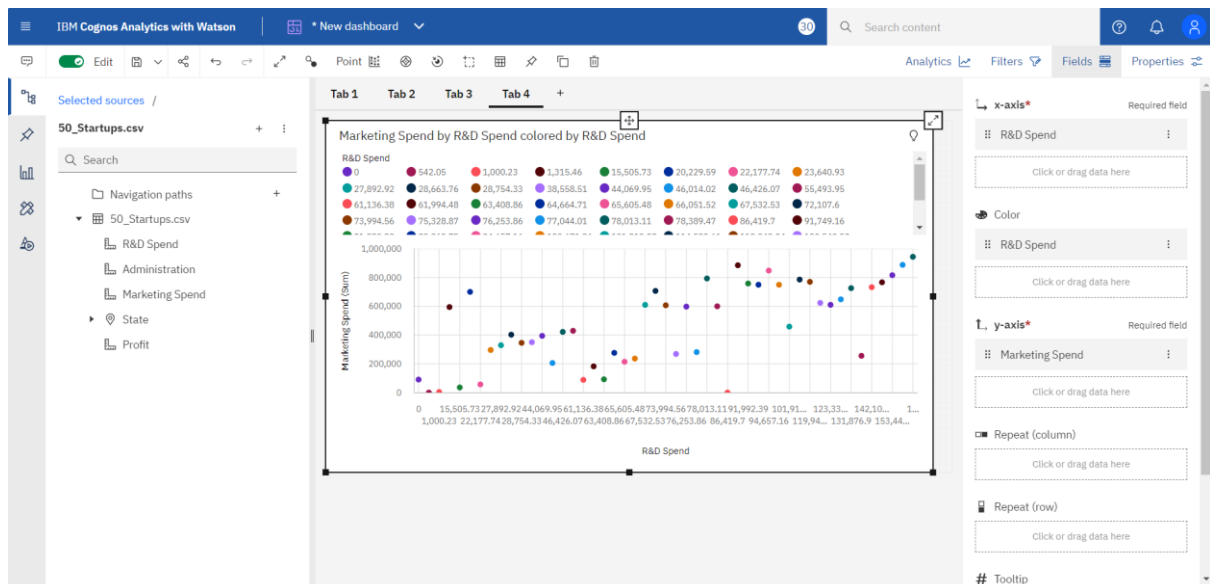 IBM Cognos Analytics with Watson
* New dashboard
30
Search content
Edit
Point
Analytics
Filters
Fields
Properties
Selected sources /
50_Startups.csv
Search
Navigation paths
50_Startups.csv
R&D Spend
Administration
Marketing Spend
State
Profit
Tab 1 Tab 2 Tab 3 Tab 4 +
Marketing Spend by R&D Spend colored by R&D Spend
R&D Spend
0 542.05 1,000.23 1,315.46 15,505.73 20,229.59 22,177.74 23,640.93
27,892.92 28,663.76 28,754.33 38,558.51 44,069.95 46,014.02 46,426.07 55,493.95
61,136.38 61,994.48 63,408.86 64,664.71 65,605.48 66,051.52 67,532.53 72,107.6
73,994.56 75,328.87 76,253.86 77,044.01 78,013.11 78,389.47 86,419.7 91,749.16
1,000,000
800,000
600,000
400,000
200,000
0
Marketing Spend (Sum)
0 15,505.73 27,892.92 44,069.95 61,136.38 65,605.48 73,994.56 78,013.11 91,992.39 101,91... 123,33... 142,10... 1...
1,000.23 22,177.74 28,754.33 46,426.07 63,408.86 67,532.53 76,253.86 86,419.7 94,657.16 119,94... 131,876.9 153,44...
R&D Spend
x-axis* Required field
R&D Spend
Click or drag data here
Color
R&D Spend
Click or drag data here
y-axis* Required field
Marketing Spend
Click or drag data here
Repeat (column)
Click or drag data here
Repeat (row)
Click or drag data here
# Tooltip